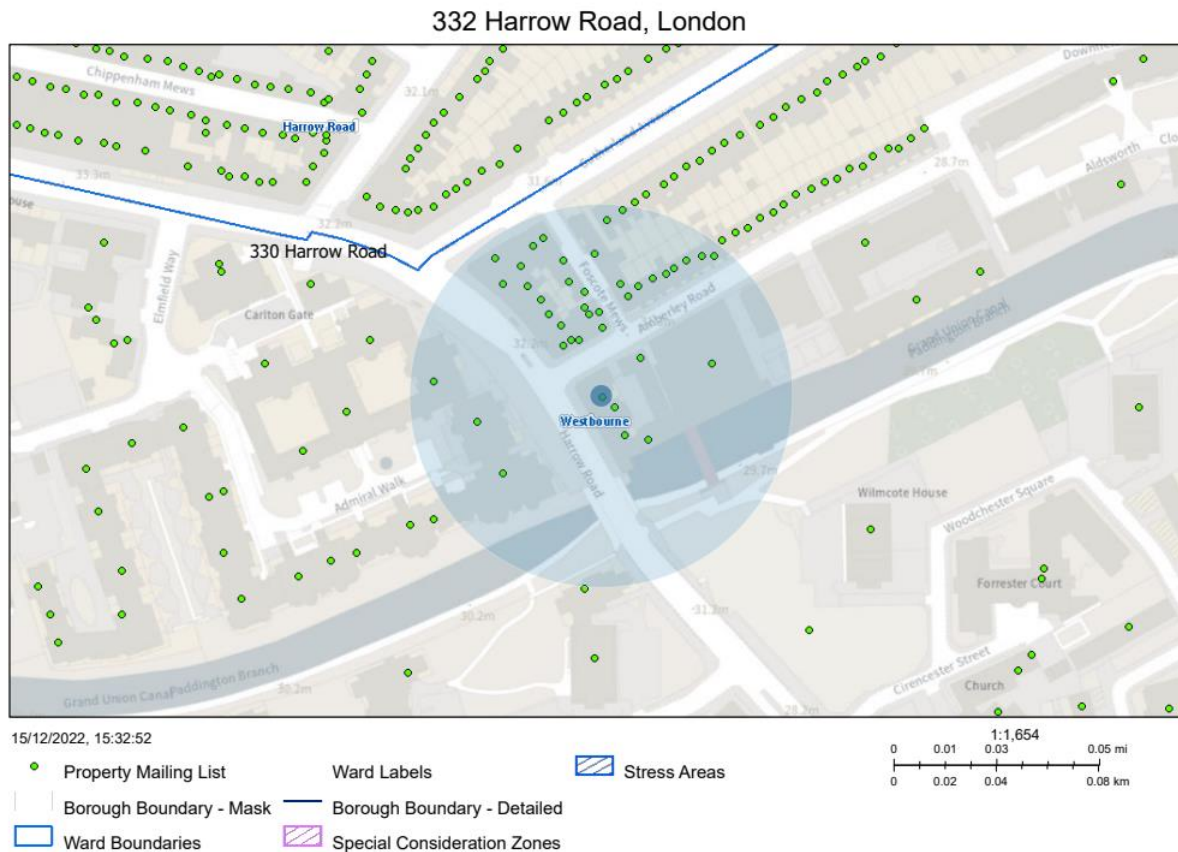 332 Harrow Road, London
Chippenham Mews
32.1m
Harrow Road
33.3m
32.2m
31.6m
28.7m
Aldsworth
Clo
330 Harrow Road
Elmfield Way
Carlton Gate
Foscote Mews
Amberley Road
32.2m
Grand Union Canal
Paddington Branch
Westbourne
Harrow Road
29.7m
Admiral Walk
Wilmcote House
Woodchester Square
Forrester Court
30.2m
Cirencester Street
Church
Grand Union Canal
Paddington Branch
30.2m
28.2m
15/12/2022, 15:32:52
1:1,654
0 0.01 0.03 0.05 mi
0 0.02 0.04 0.08 km
Property Mailing List
Ward Labels
Stress Areas
Borough Boundary - Mask
Borough Boundary - Detailed
Ward Boundaries
Special Consideration Zones